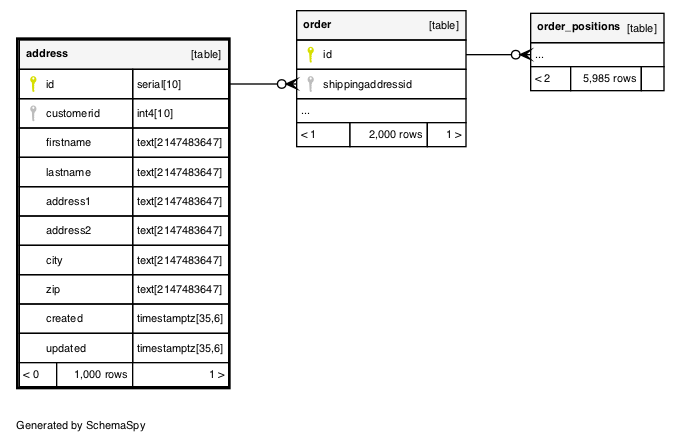 address [table]
id serial[10]
customerid int4[10]
firstname text[2147483647]
lastname text[2147483647]
address1 text[2147483647]
address2 text[2147483647]
city text[2147483647]
zip text[2147483647]
created timestamptz[35,6]
updated timestamptz[35,6]
< 0 1,000 rows 1 >
order [table]
id
shippingaddressid
...
< 1 2,000 rows 1 >
order_positions [table]
...
< 2 5,985 rows
Generated by SchemaSpy